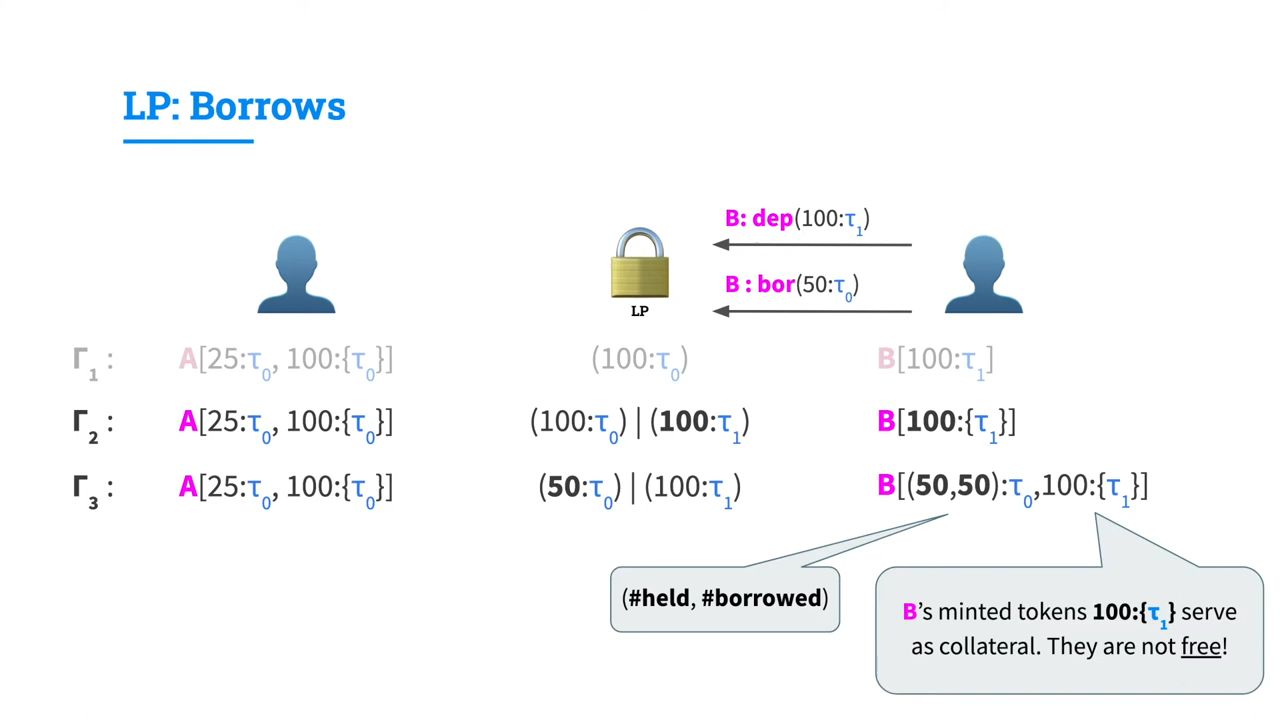 LP: Borrows
B: dep(100:τ₁)
B : bor(50:τ₀)
LP
Γ₁ : A[25:τ₀, 100:{τ₀}] (100:τ₀) B[100:τ₁]
Γ₂ : A[25:τ₀, 100:{τ₀}] (100:τ₀) | (100:τ₁) B[100:{τ₁}]
Γ₃ : A[25:τ₀, 100:{τ₀}] (50:τ₀) | (100:τ₁) B[(50,50):τ₀,100:{τ₁}]
(#held, #borrowed)
B’s minted tokens 100:{τ₁} serve
as collateral. They are not free!